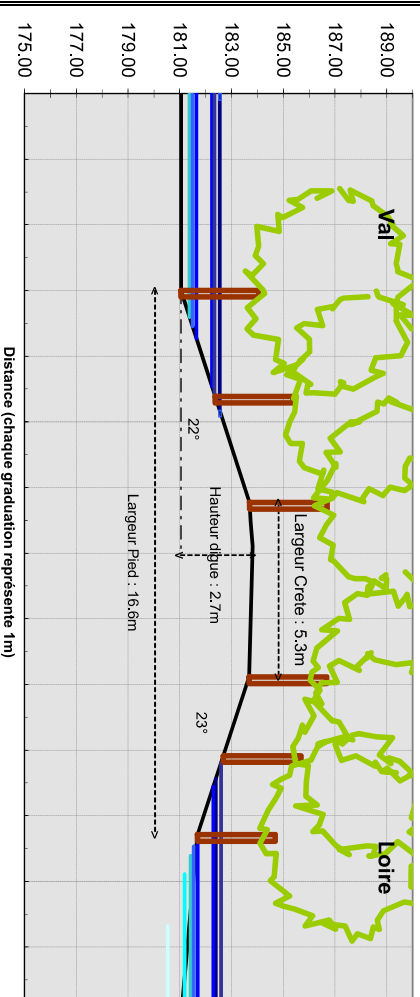 189.00
187.00
185.00
183.00
181.00
179.00
177.00
175.00
Val
Loire
Largeur Crete : 5.3m
Hauteur digue : 2.7m
22°
23°
Largeur Pied : 16.6m
Distance (chaque graduation représente 1m)